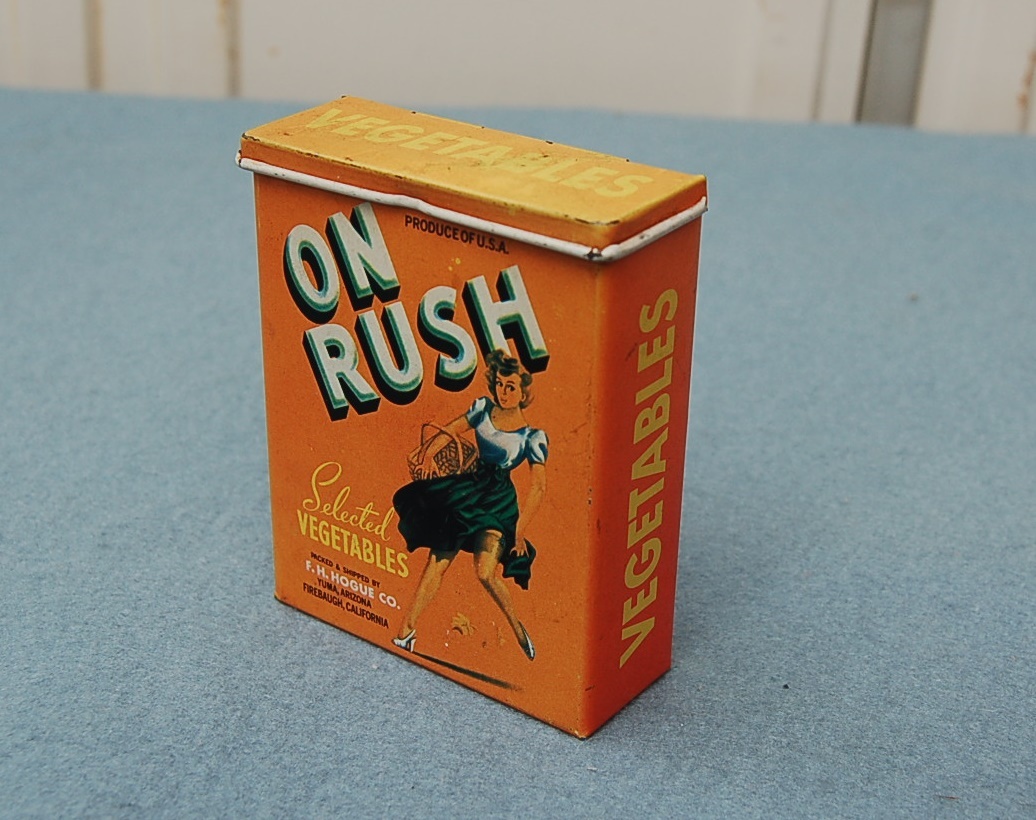 VEGETABLES
PRODUCE OF U.S.A.
ON
RUSH
Selected
VEGETABLES
PACKED & SHIPPED BY
F. H. HOGUE CO.
YUMA, ARIZONA
FIREBAUGH, CALIFORNIA
VEGETABLES